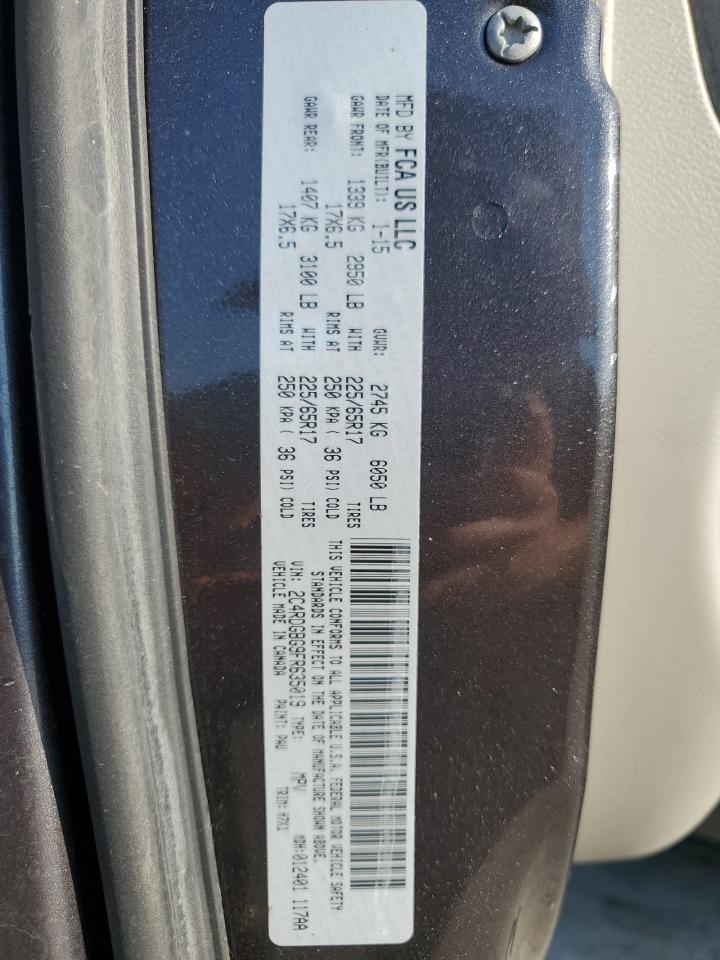 MFD BY FCA US LLC
DATE OF MFR(BUILT): 1-15 GVWR: 2745 KG 6050 LB
GAWR FRONT: 1339 KG 2950 LB WITH 225/65R17 TIRES
17X6.5 RIMS AT 250 KPA ( 36 PSI) COLD
GAWR REAR: 1407 KG 3100 LB WITH 225/65R17 TIRES
17X6.5 RIMS AT 250 KPA ( 36 PSI) COLD
THIS VEHICLE CONFORMS TO ALL APPLICABLE U.S.A. FEDERAL MOTOR VEHICLE SAFETY
STANDARDS IN EFFECT ON THE DATE OF MANUFACTURE SHOWN ABOVE.
VIN: 2C4RDGBG9FR635019 TYPE: MPV MDH:012401 117AA
VEHICLE MADE IN CANADA PAINT: PAU TRIM: H7X1